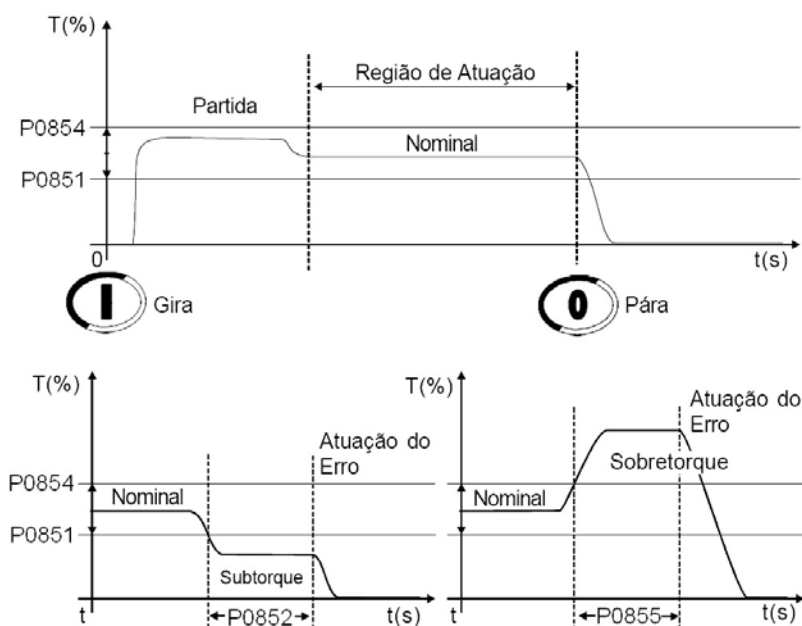 T(%)
Região de Atuação
Partida
P0854
Nominal
P0851
0
t(s)
I
Gira
0
Pára
T(%)
Atuação do
Erro
P0854
Nominal
P0851
Subtorque
t
P0852
t(s)
T(%)
Atuação do
Erro
Sobretorque
Nominal
t
P0855
t(s)